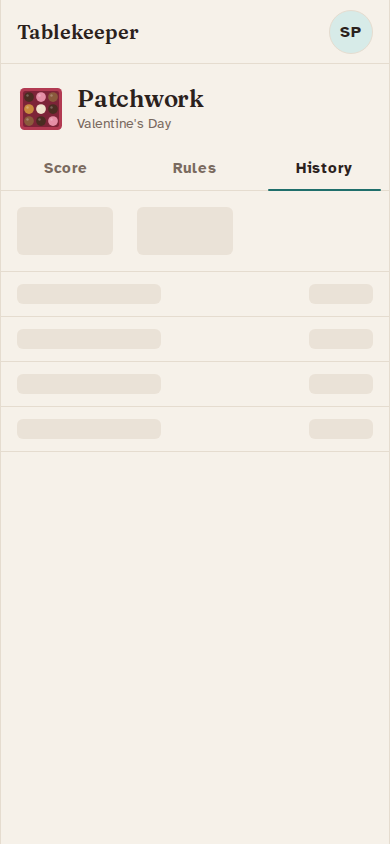 Tablekeeper
SP
Patchwork
Valentine's Day
Score
Rules
History